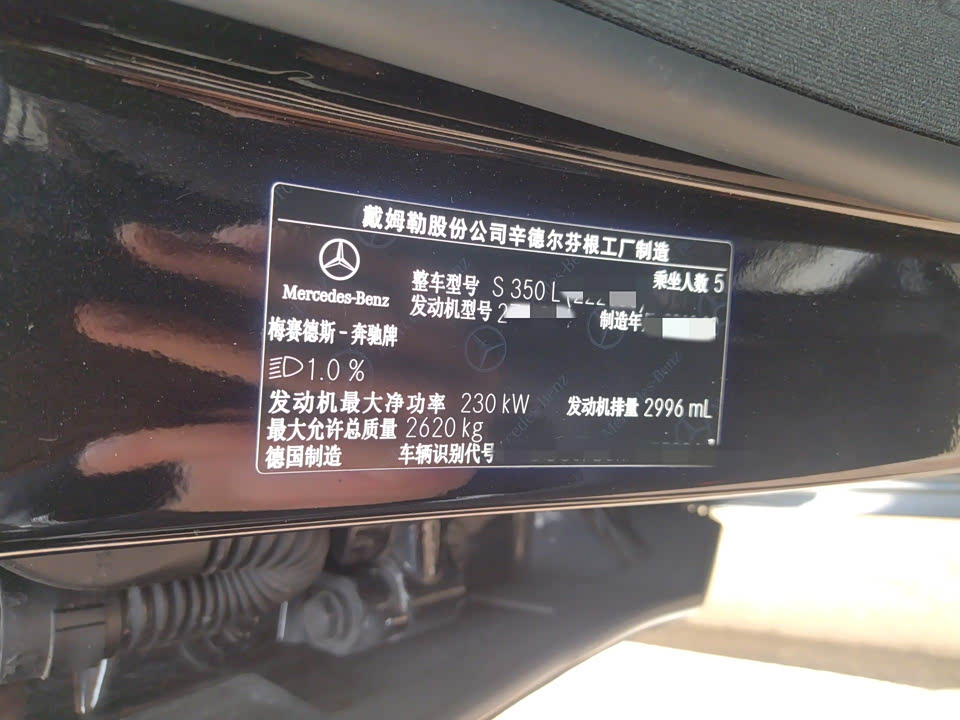 戴姆勒股份公司辛德尔芬根工厂制造
Mercedes-Benz
整车型号 S 350 L
乘坐人数 5
发动机型号
制造年
梅赛德斯-奔驰牌
1.0 %
发动机最大净功率 230 kW
发动机排量 2996 mL
最大允许总质量 2620 kg
德国制造
车辆识别代号